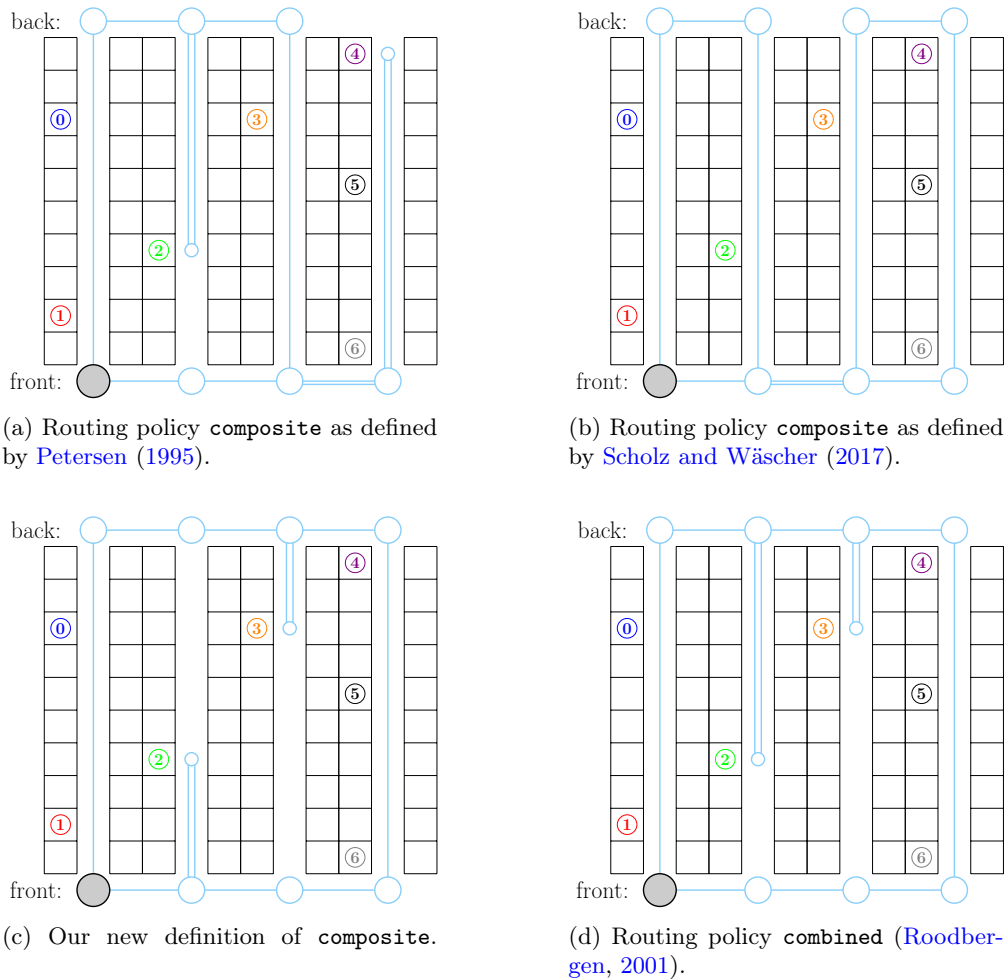 back:
4
0
3
5
2
1
6
front:
(a) Routing policy composite as defined
by Petersen (1995).
back:
4
0
3
5
2
1
6
front:
(b) Routing policy composite as defined
by Scholz and Wäscher (2017).
back:
4
0
3
5
2
1
6
front:
(c) Our new definition of composite.
back:
4
0
3
5
2
1
6
front:
(d) Routing policy combined (Roodber-
gen, 2001).